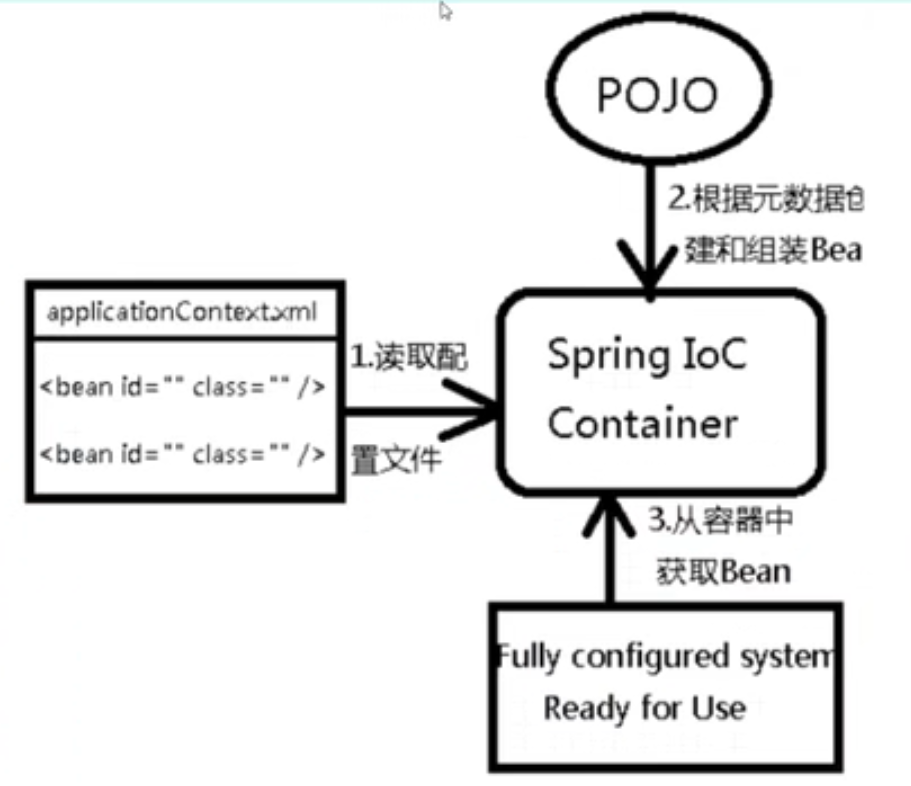 POJO
2.根据元数据创
建和组装Bea
applicationContext.xml
<bean id="" class="" />
<bean id="" class="" />
1.读取配
置文件
Spring IoC
Container
3.从容器中
获取Bean
Fully configured system
Ready for Use